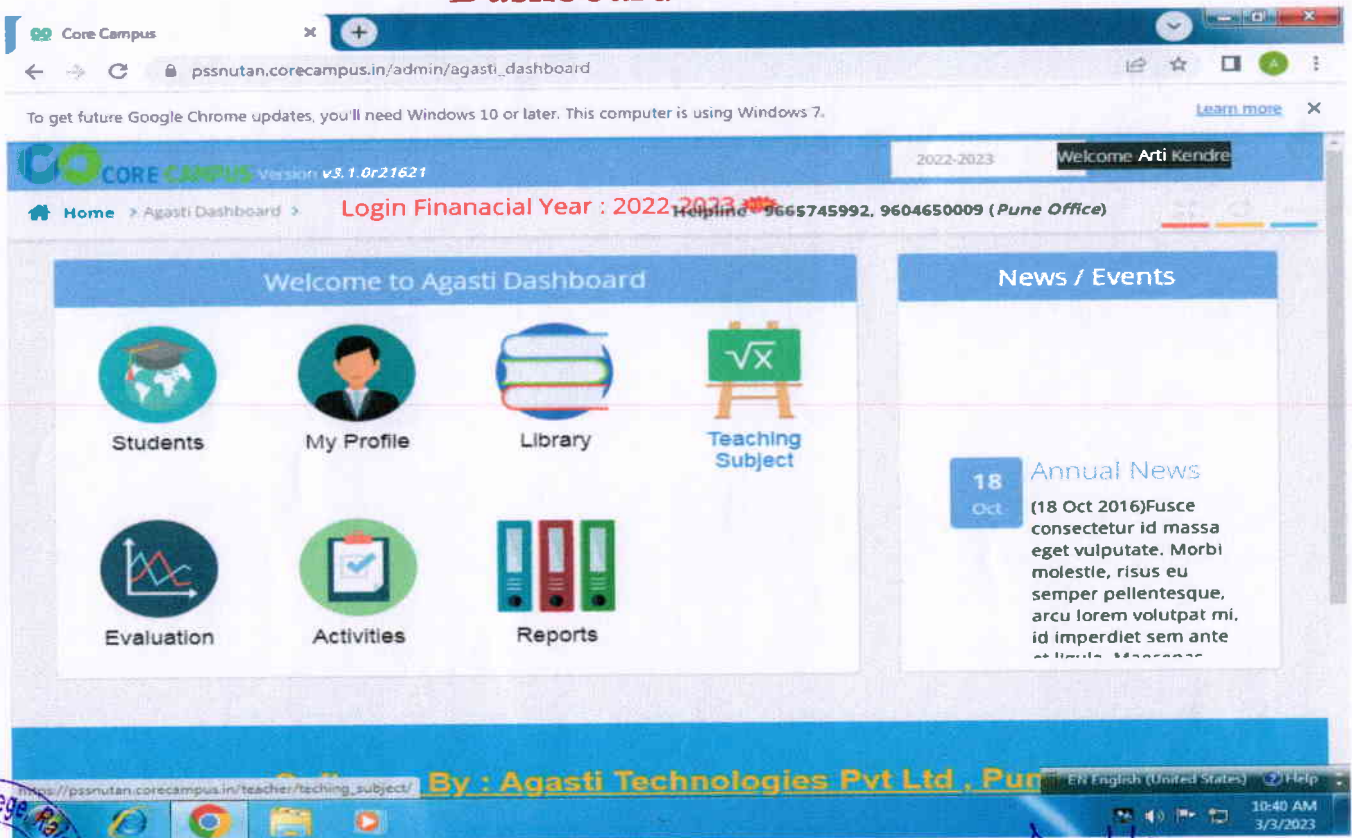 Dashboard
Core Campus
pssnutan.corecampus.in/admin/agasti_dashboard
To get future Google Chrome updates, you'll need Windows 10 or later. This computer is using Windows 7.
Learn more
CORE CAMPUS Version v3.1.0r21621
2022-2023
Welcome Arti Kendre
Home > Agasti Dashboard >
Login Finanacial Year : 2022-2023
Helpline 9665745992, 9604650009 (Pune Office)
Welcome to Agasti Dashboard
News / Events
Students
My Profile
Library
Teaching
Subject
Evaluation
Activities
Reports
18
Oct
Annual News
(18 Oct 2016)Fusce
consectetur id massa
eget vulputate. Morbi
molestie, risus eu
semper pellentesque,
arcu lorem volutpat mi,
id imperdiet sem ante
et ligula. Maecenas
By : Agasti Technologies Pvt Ltd , Pun
https://pssnutan.corecampus.in/teacher/teching_subject/
EN English (United States) Help
10:40 AM
3/3/2023